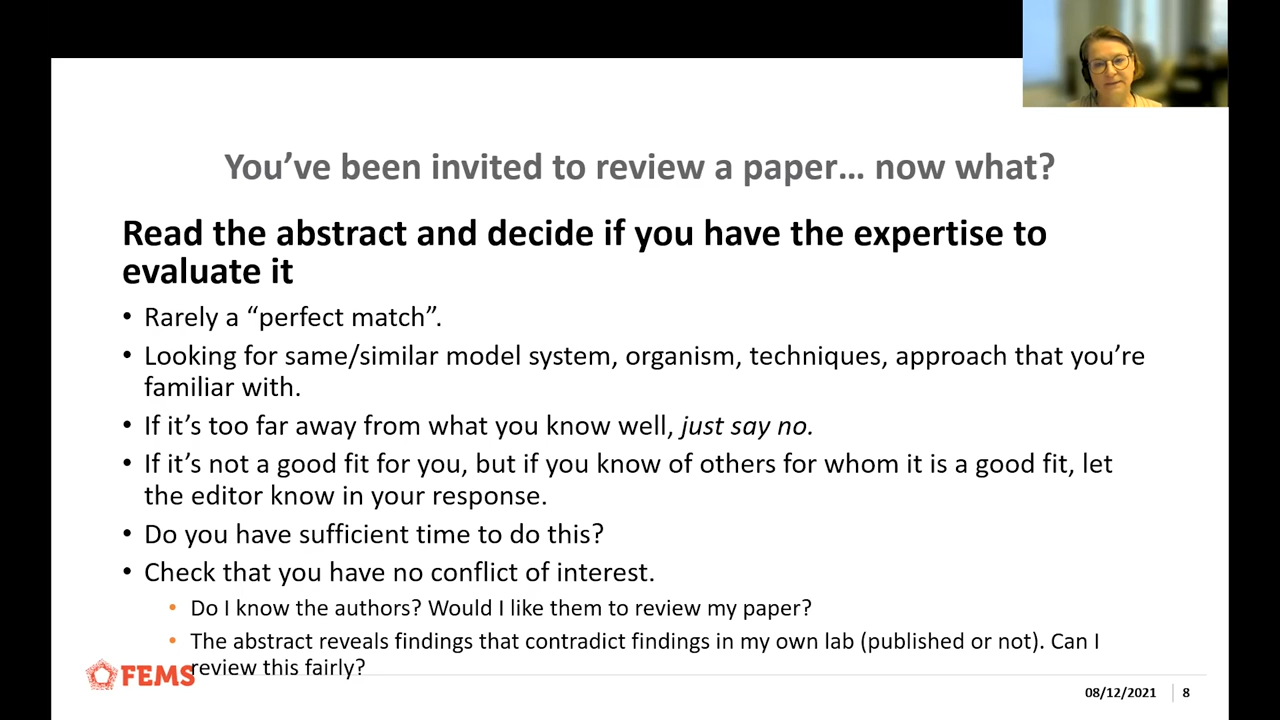 You’ve been invited to review a paper… now what?
Read the abstract and decide if you have the expertise to
evaluate it
• Rarely a “perfect match”.
• Looking for same/similar model system, organism, techniques, approach that you’re
familiar with.
• If it’s too far away from what you know well, just say no.
• If it’s not a good fit for you, but if you know of others for whom it is a good fit, let
the editor know in your response.
• Do you have sufficient time to do this?
• Check that you have no conflict of interest.
• Do I know the authors? Would I like them to review my paper?
• The abstract reveals findings that contradict findings in my own lab (published or not). Can I
review this fairly?
FEMS
08/12/2021 8